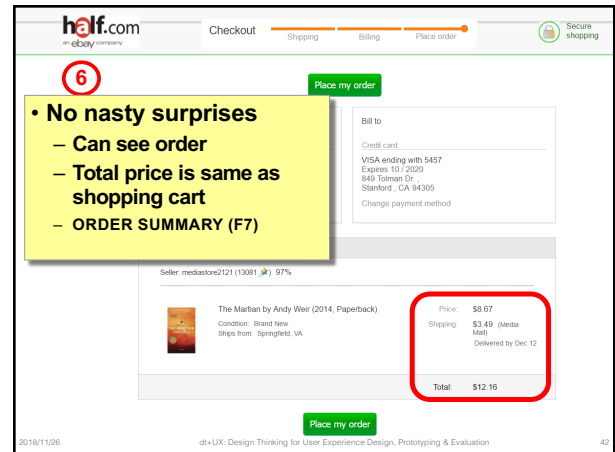 half.com
an ebay company
Checkout
Shipping
Billing
Place order
Secure
shopping
6
Place my order
• No nasty surprises
– Can see order
– Total price is same as
shopping cart
– ORDER SUMMARY (F7)
Bill to
Credit card:
VISA ending with 5457
Expires 10 / 2020
849 Tolman Dr. ,
Stanford , CA 94305
Change payment method
Seller: mediastore2121 (13081 ) 97%
The Martian by Andy Weir (2014, Paperback)
Condition: Brand New
Ships from: Springfield, VA
Price: $8.67
Shipping: $3.49 (Media
Mail)
Delivered by Dec 12
Total: $12.16
Place my order
2018/11/26
dt+UX: Design Thinking for User Experience Design, Prototyping & Evaluation
42